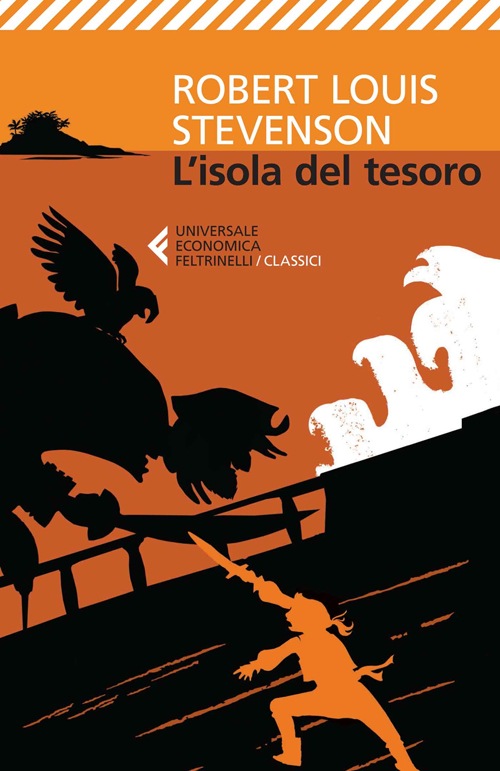 ROBERT LOUIS
STEVENSON
L'isola del tesoro
UNIVERSALE
ECONOMICA
FELTRINELLI/CLASSICI